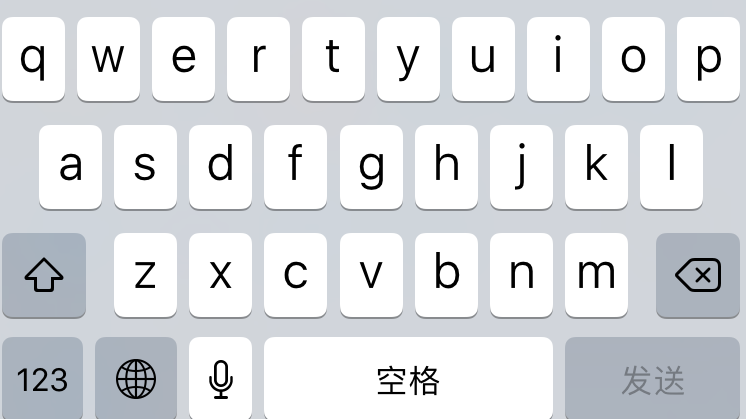 q w e r t y u i o p
a s d f g h j k l
z x c v b n m
123 空格 发送